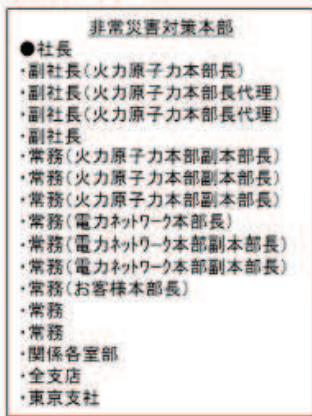 非常災害対策本部
●社長
・副社長(火力原子力本部長)
・副社長(火力原子力本部長代理)
・副社長(火力原子力本部長代理)
・副社長
・常務(火力原子力本部副本部長)
・常務(火力原子力本部副本部長)
・常務(火力原子力本部副本部長)
・常務(電力ネットワーク本部長)
・常務(電力ネットワーク本部副本部長)
・常務(電力ネットワーク本部副本部長)
・常務(お客様本部長)
・常務
・常務
・関係各室部
・全支店
・東京支社